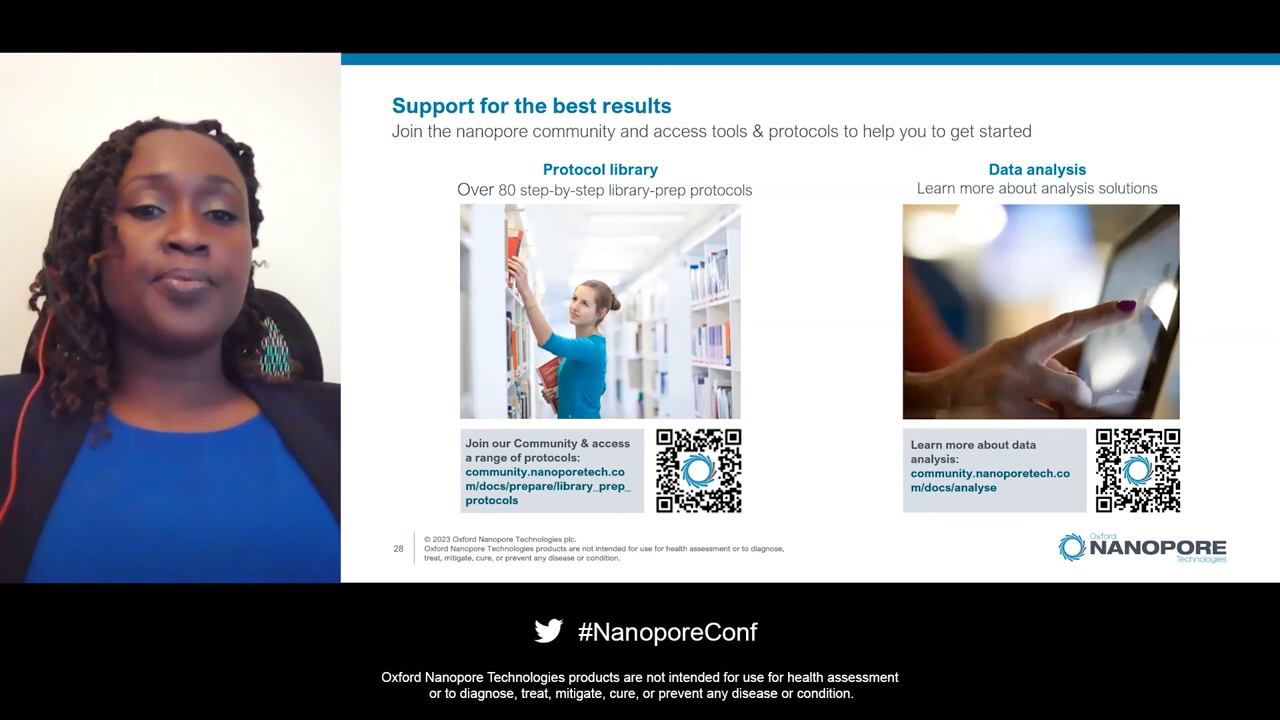 Support for the best results
Join the nanopore community and access tools & protocols to help you to get started
Protocol library
Over 80 step-by-step library-prep protocols
Data analysis
Learn more about analysis solutions
Join our Community & access
a range of protocols:
community.nanoporetech.co
m/docs/prepare/library_prep_
protocols
Learn more about data
analysis:
community.nanoporetech.co
m/docs/analyse
28
© 2023 Oxford Nanopore Technologies plc.
Oxford Nanopore Technologies products are not intended for use for health assessment or to diagnose,
treat, mitigate, cure, or prevent any disease or condition.
Oxford
NANOPORE
Technologies
#NanoporeConf
Oxford Nanopore Technologies products are not intended for use for health assessment
or to diagnose, treat, mitigate, cure, or prevent any disease or condition.